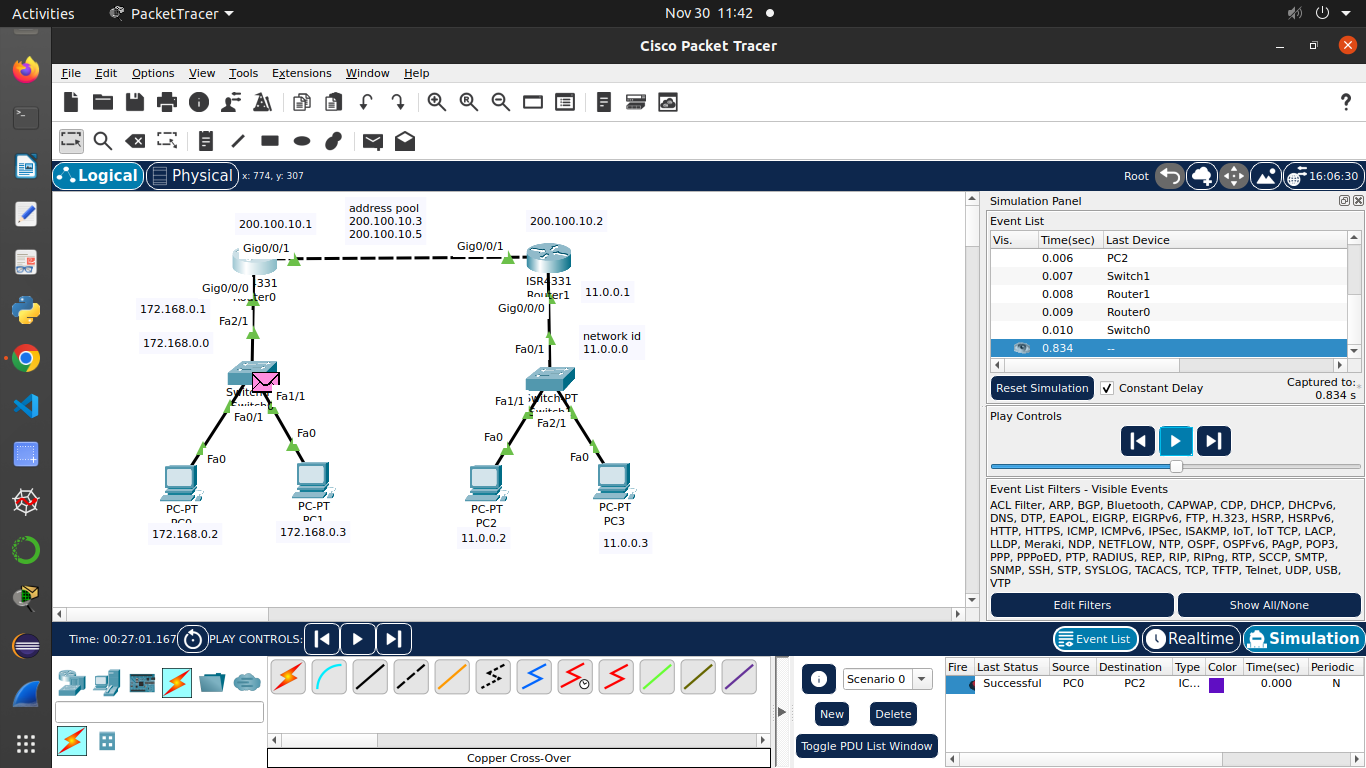 Activities PacketTracer Nov 30 11:42
Cisco Packet Tracer
File Edit Options View Tools Extensions Window Help
?
Logical Physical x: 774, y: 307 Root 16:06:30
address pool
200.100.10.3
200.100.10.5
200.100.10.1
200.100.10.2
Gig0/0/1
Gig0/0/1
331
Router0
ISR4331
Router1
Gig0/0/0
11.0.0.1
172.168.0.1
Gig0/0/0
Fa2/1
172.168.0.0
network id
11.0.0.0
Fa0/1
Fa1/1
Fa0/1
Fa1/1
Switch-PT
Switch1
Fa2/1
Fa0
Fa0
Fa0
Fa0
PC-PT
PC0
172.168.0.2
PC-PT
PC1
172.168.0.3
PC-PT
PC2
11.0.0.2
PC-PT
PC3
11.0.0.3
Simulation Panel
Event List
Vis. Time(sec) Last Device
0.006 PC2
0.007 Switch1
0.008 Router1
0.009 Router0
0.010 Switch0
0.834 --
Reset Simulation Constant Delay Captured to:
0.834 s
Play Controls
Event List Filters - Visible Events
ACL Filter, ARP, BGP, Bluetooth, CAPWAP, CDP, DHCP, DHCPv6,
DNS, DTP, EAPOL, EIGRP, EIGRPv6, FTP, H.323, HSRP, HSRPv6,
HTTP, HTTPS, ICMP, ICMPv6, IPSec, ISAKMP, IoT, IoT TCP, LACP,
LLDP, Meraki, NDP, NETFLOW, NTP, OSPF, OSPFv6, PAgP, POP3,
PPP, PPPoED, PTP, RADIUS, REP, RIP, RIPng, RTP, SCCP, SMTP,
SNMP, SSH, STP, SYSLOG, TACACS, TCP, TFTP, Telnet, UDP, USB,
VTP
Edit Filters Show All/None
Time: 00:27:01.167 PLAY CONTROLS: Event List Realtime Simulation
Scenario 0
New Delete
Toggle PDU List Window
Fire Last Status Source Destination Type Color Time(sec) Periodic
Successful PC0 PC2 IC... 0.000 N
Copper Cross-Over